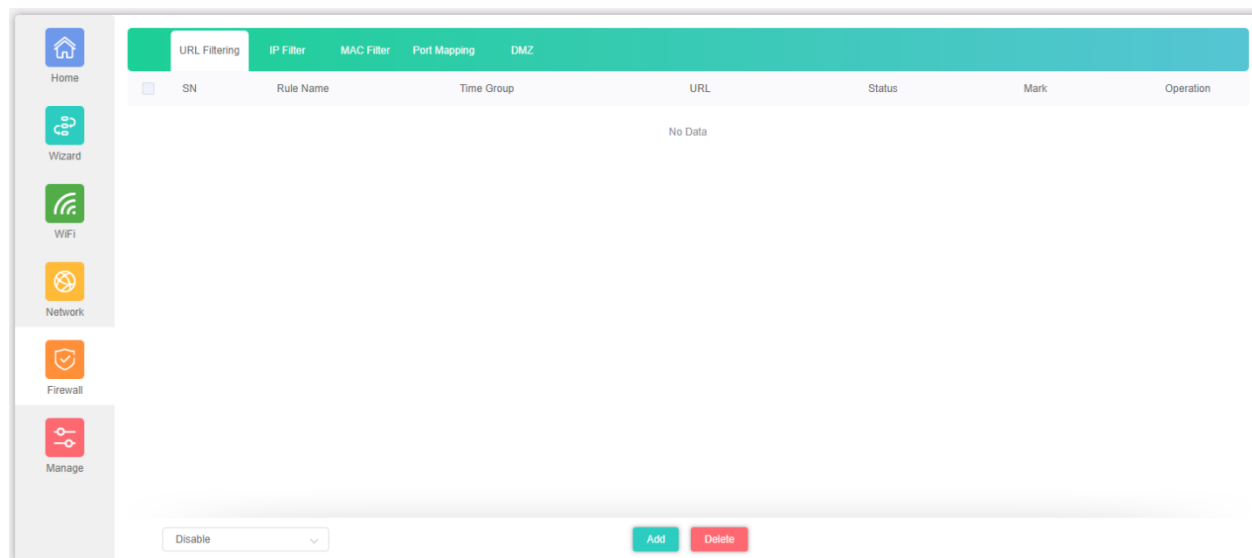 Home
Wizard
WiFi
Network
Firewall
Manage
URL Filtering IP Filter MAC Filter Port Mapping DMZ
SN Rule Name Time Group URL Status Mark Operation
No Data
Disable Add Delete